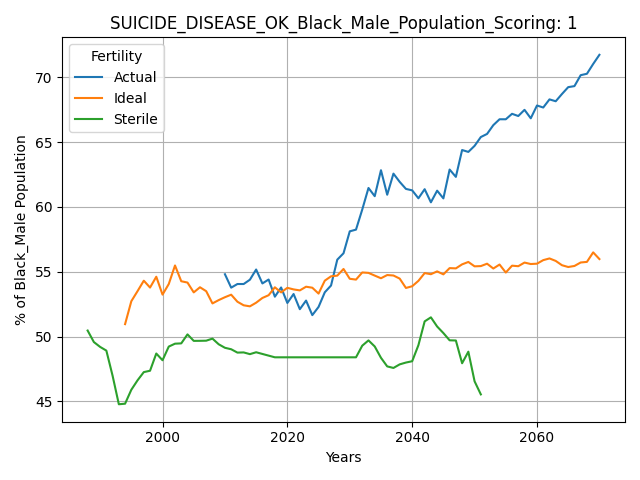 SUICIDE_DISEASE_OK_Black_Male_Population_Scoring: 1
Fertility
Actual
Ideal
Sterile
% of Black_Male Population
70
65
60
55
50
45
2000
2020
2040
2060
Years